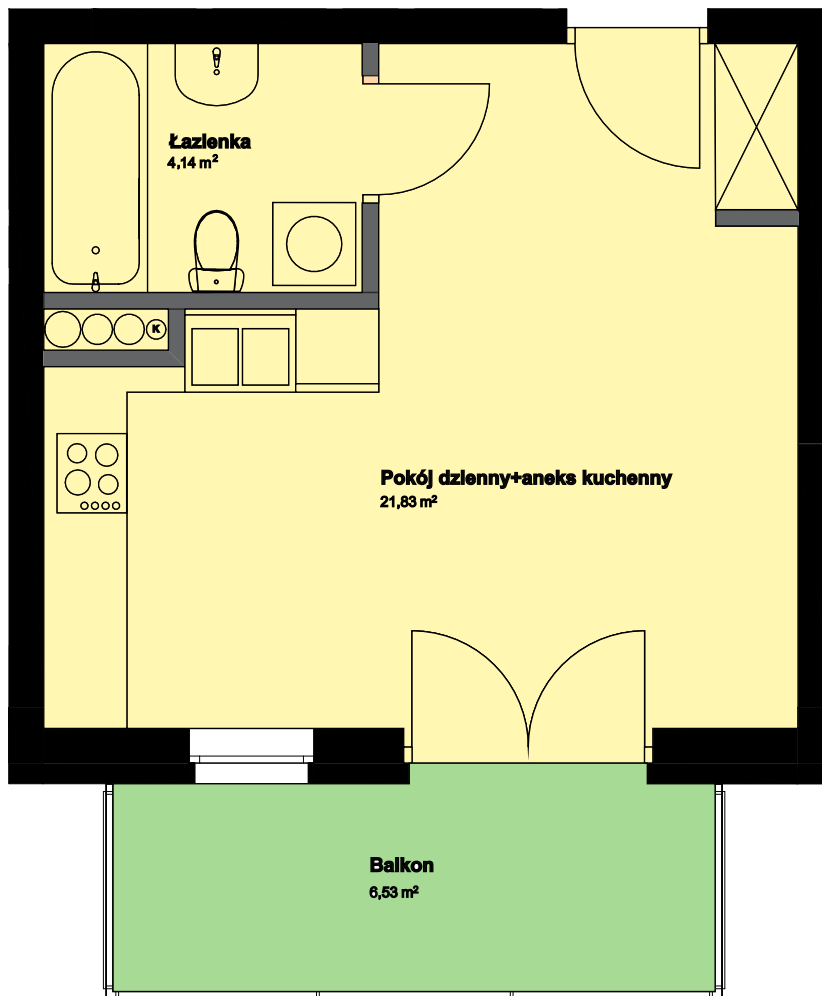 Łazienka
4,14 m²
K
Pokój dzienny+aneks kuchenny
21,83 m²
Balkon
6,53 m²